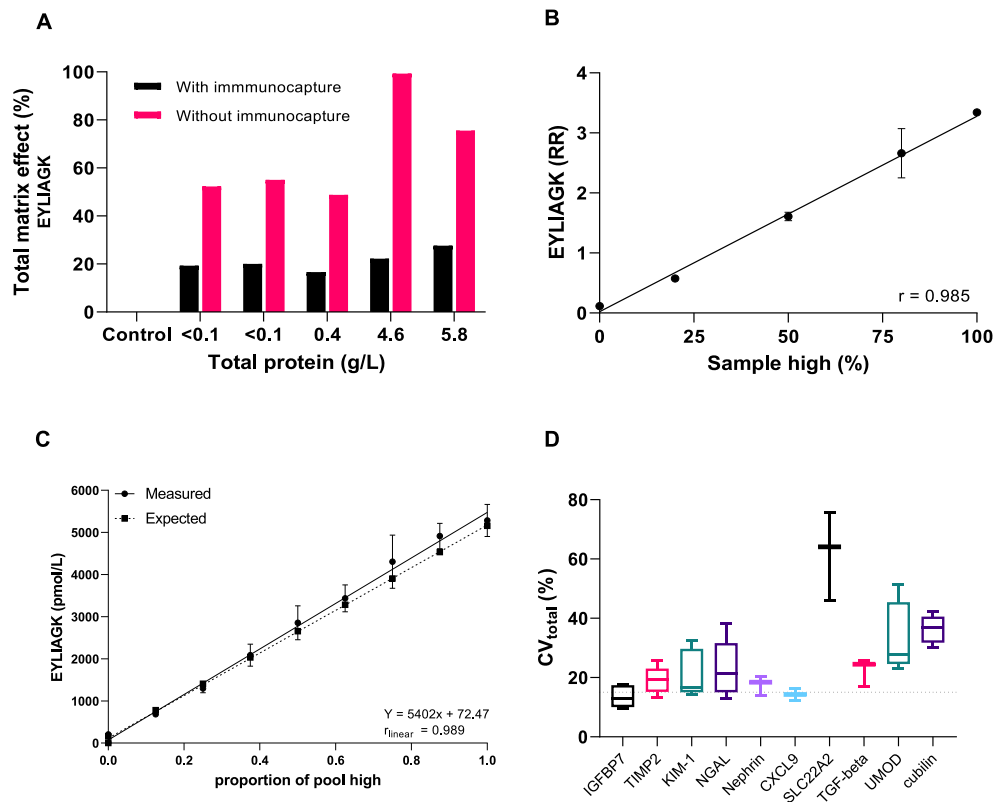 A
Total matrix effect (%)
EYLIAGK
100
80
60
40
20
0
With immmunocapture
Without immunocapture
Control <0.1 <0.1 0.4 4.6 5.8
Total protein (g/L)
B
EYLIAGK (RR)
4
3
2
1
0
r = 0.985
0 25 50 75 100
Sample high (%)
C
EYLIAGK (pmol/L)
6000
5000
4000
3000
2000
1000
0
Measured
Expected
Y = 5402x + 72.47
rlinear = 0.989
0.0 0.2 0.4 0.6 0.8 1.0
proportion of pool high
D
CVtotal (%)
80
60
40
20
0
IGFBP7
TIMP2
KIM-1
NGAL
Nephrin
CXCL9
SLC22A2
TGF-beta
UMOD
cubilin